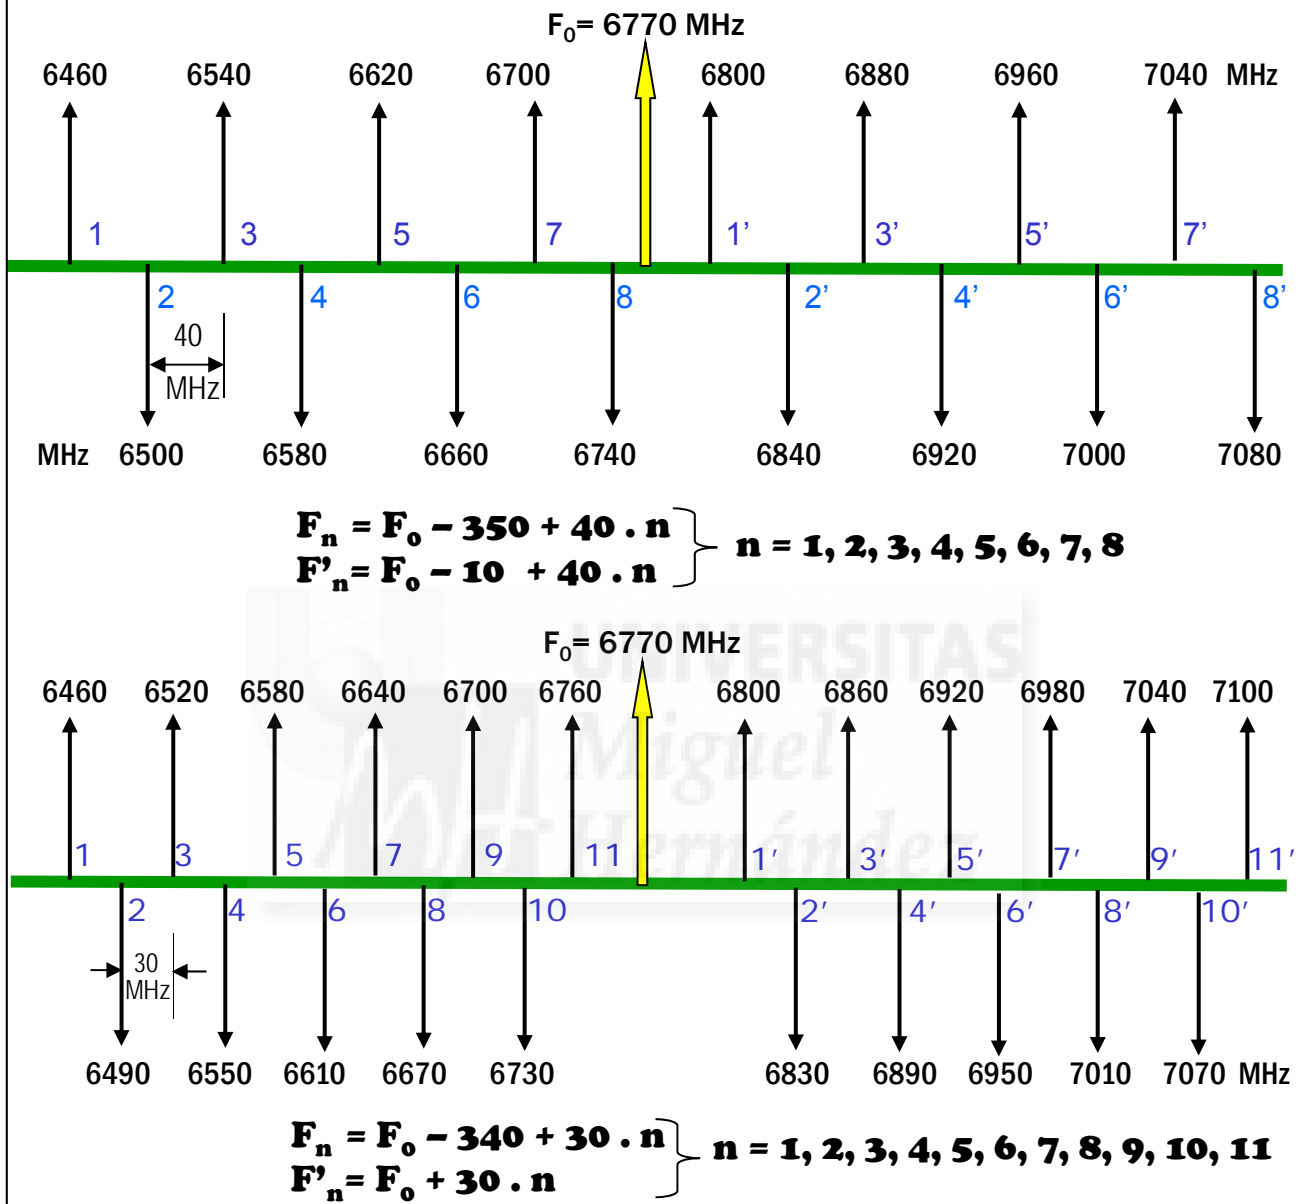 F₀= 6770 MHz
6460 6540 6620 6700 6800 6880 6960 7040 MHz
1 3 5 7 1’ 3’ 5’ 7’
2 4 6 8 2’ 4’ 6’ 8’
40
MHz
MHz 6500 6580 6660 6740 6840 6920 7000 7080
Fₙ = F₀ – 350 + 40 . n
F’ₙ= F₀ – 10 + 40 . n
n = 1, 2, 3, 4, 5, 6, 7, 8
F₀= 6770 MHz
UNIVERSITAS
Miguel
Hernández
6460 6520 6580 6640 6700 6760 6800 6860 6920 6980 7040 7100
1 3 5 7 9 11 1’ 3’ 5’ 7’ 9’ 11’
2 4 6 8 10 2’ 4’ 6’ 8’ 10’
30
MHz
6490 6550 6610 6670 6730 6830 6890 6950 7010 7070 MHz
Fₙ = F₀ – 340 + 30 . n
F’ₙ= F₀ + 30 . n
n = 1, 2, 3, 4, 5, 6, 7, 8, 9, 10, 11